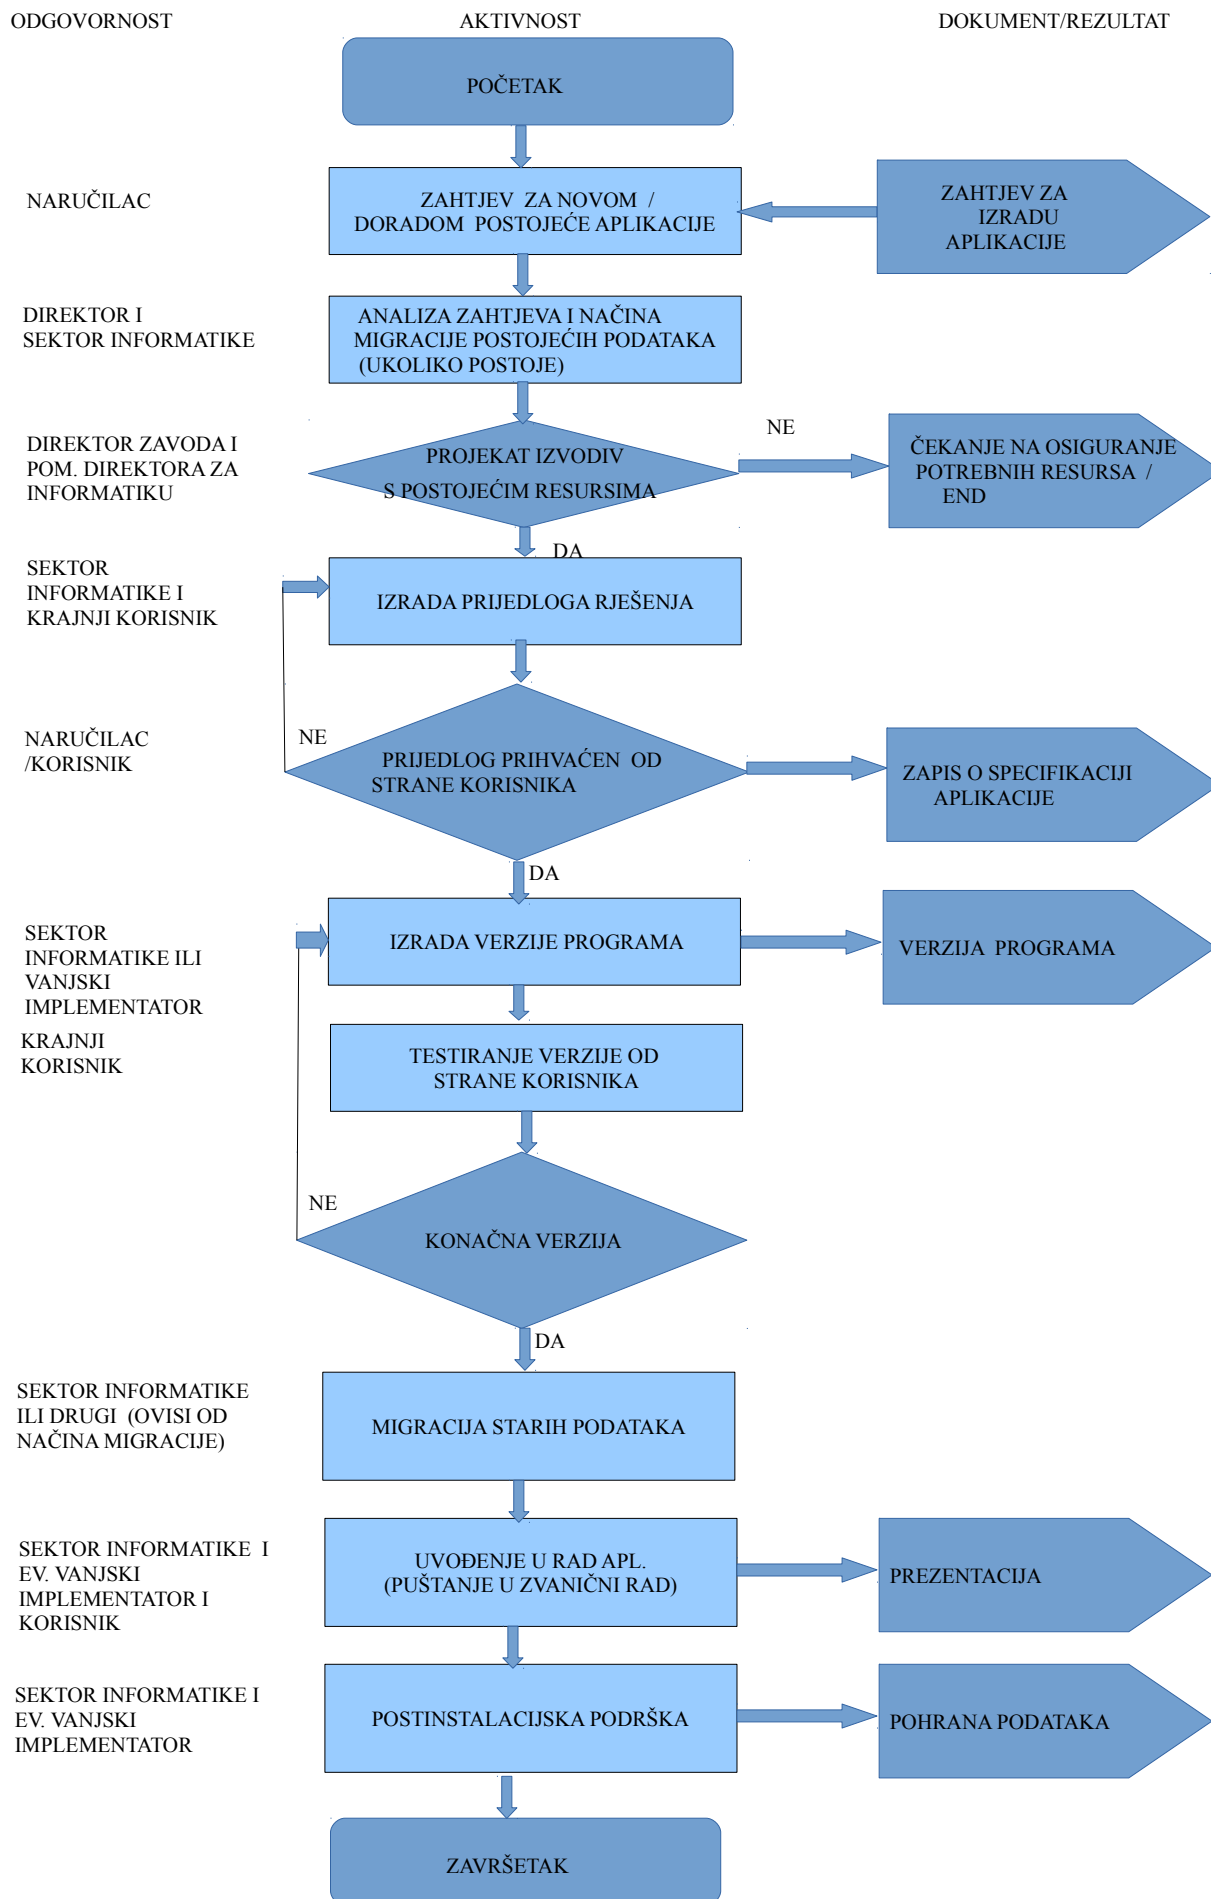 ODGOVORNOST
AKTIVNOST
DOKUMENT/REZULTAT
POČETAK
NARUČILAC
ZAHTJEV ZA NOVOM /
DORADOM POSTOJEĆE APLIKACIJE
ZAHTJEV ZA
IZRADU
APLIKACIJE
DIREKTOR I
SEKTOR INFORMATIKE
ANALIZA ZAHTJEVA I NAČINA
MIGRACIJE POSTOJEĆIH PODATAKA
(UKOLIKO POSTOJE)
DIREKTOR ZAVODA I
POM. DIREKTORA ZA
INFORMATIKU
PROJEKAT IZVODIV
S POSTOJEĆIM RESURSIMA
NE
ČEKANJE NA OSIGURANJE
POTREBNIH RESURSA /
END
DA
SEKTOR
INFORMATIKE I
KRAJNJI KORISNIK
IZRADA PRIJEDLOGA RJEŠENJA
NARUČILAC
/KORISNIK
NE
PRIJEDLOG PRIHVAĆEN OD
STRANE KORISNIKA
ZAPIS O SPECIFIKACIJI
APLIKACIJE
DA
SEKTOR
INFORMATIKE ILI
VANJSKI
IMPLEMENTATOR
IZRADA VERZIJE PROGRAMA
VERZIJA PROGRAMA
KRAJNJI
KORISNIK
TESTIRANJE VERZIJE OD
STRANE KORISNIKA
NE
KONAČNA VERZIJA
DA
SEKTOR INFORMATIKE
ILI DRUGI (OVISI OD
NAČINA MIGRACIJE)
MIGRACIJA STARIH PODATAKA
SEKTOR INFORMATIKE I
EV. VANJSKI
IMPLEMENTATOR I
KORISNIK
UVOĐENJE U RAD APL.
(PUŠTANJE U ZVANIČNI RAD)
PREZENTACIJA
SEKTOR INFORMATIKE I
EV. VANJSKI
IMPLEMENTATOR
POSTINSTALACIJSKA PODRŠKA
POHRANA PODATAKA
ZAVRŠETAK